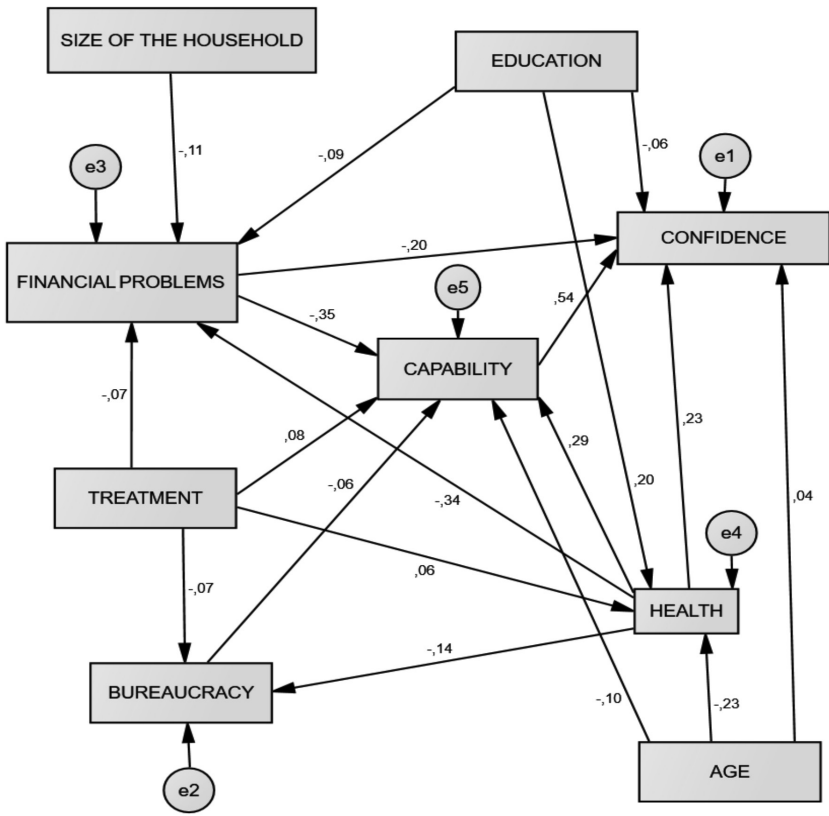 SIZE OF THE HOUSEHOLD
EDUCATION
-,11
-,09
-,06
e3
e1
CONFIDENCE
-,20
FINANCIAL PROBLEMS
e5
-,35
,54
CAPABILITY
-,07
,08
,29
,23
-,06
-,34
,20
TREATMENT
,04
e4
,06
-,07
HEALTH
-,14
BUREAUCRACY
-,10
-,23
AGE
e2